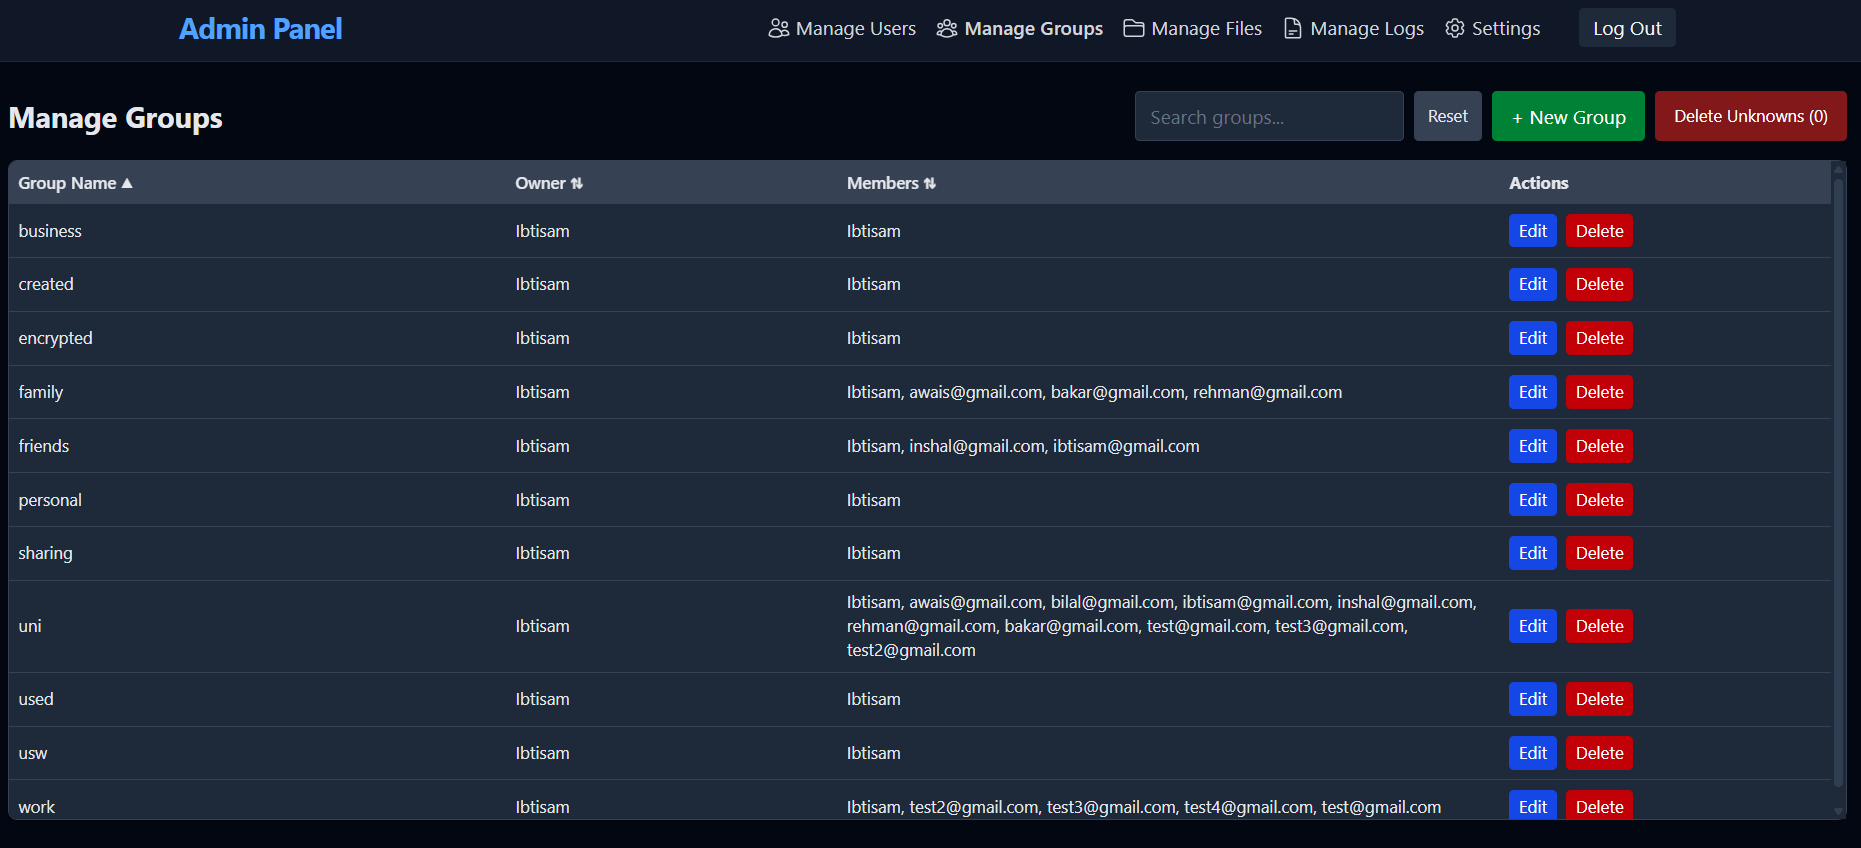 Admin Panel Manage Users Manage Groups Manage Files Manage Logs Settings Log Out
Manage Groups Search groups... Reset + New Group Delete Unknowns (0)
Group Name ▲ Owner ⇅ Members ⇅ Actions
business Ibtisam Ibtisam Edit Delete
created Ibtisam Ibtisam Edit Delete
encrypted Ibtisam Ibtisam Edit Delete
family Ibtisam Ibtisam, awais@gmail.com, bakar@gmail.com, rehman@gmail.com Edit Delete
friends Ibtisam Ibtisam, inshal@gmail.com, ibtisam@gmail.com Edit Delete
personal Ibtisam Ibtisam Edit Delete
sharing Ibtisam Ibtisam Edit Delete
Ibtisam, awais@gmail.com, bilal@gmail.com, ibtisam@gmail.com, inshal@gmail.com,
uni Ibtisam rehman@gmail.com, bakar@gmail.com, test@gmail.com, test3@gmail.com, Edit Delete
test2@gmail.com
used Ibtisam Ibtisam Edit Delete
usw Ibtisam Ibtisam Edit Delete
work Ibtisam Ibtisam, test2@gmail.com, test3@gmail.com, test4@gmail.com, test@gmail.com Edit Delete